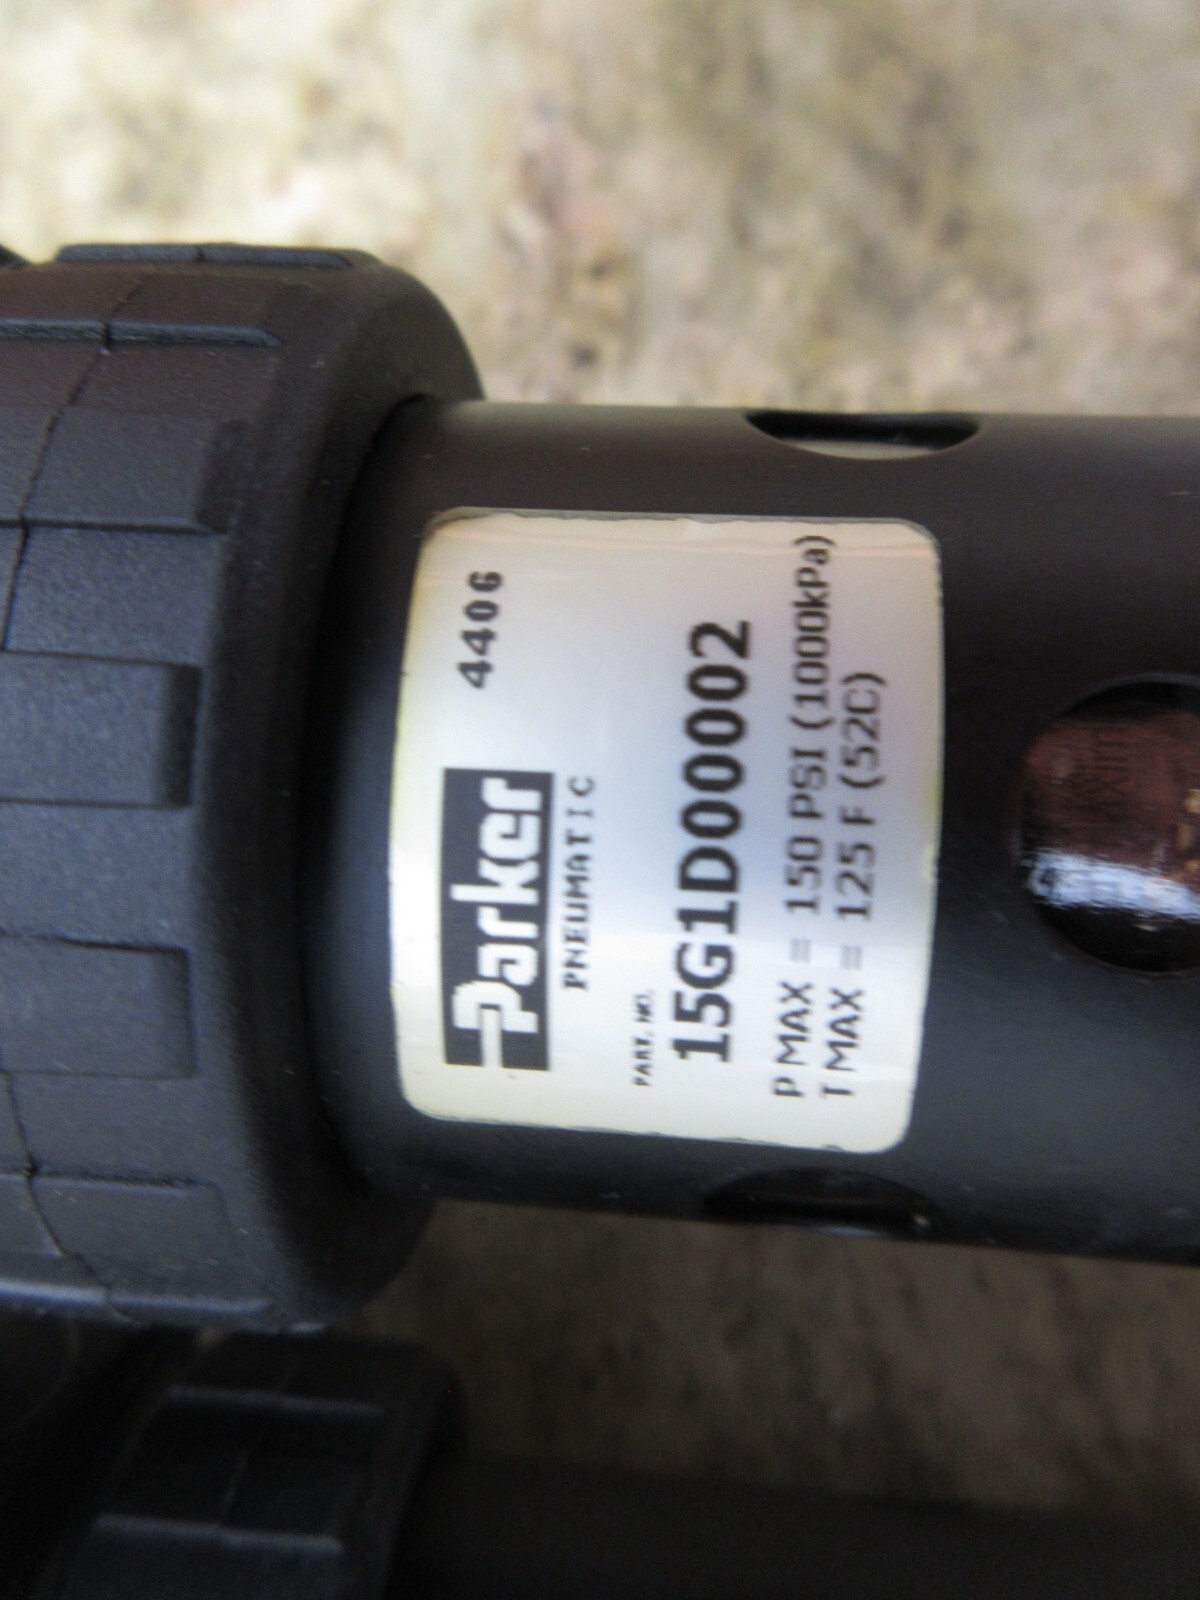 4406
Parker
PNEUMATIC
PART. NO.
15G1D00002
P MAX = 150 PSI (1000kPa)
T MAX = 125 F (52C)